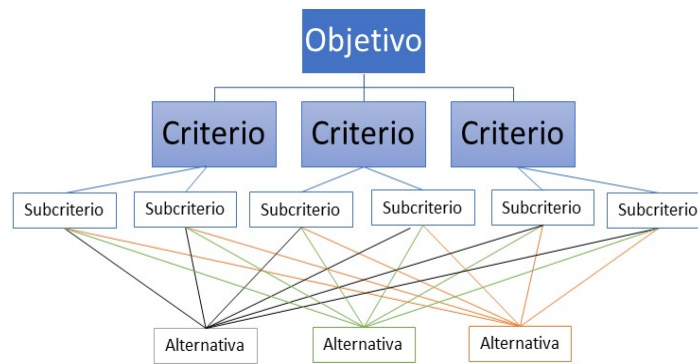 Objetivo
Criterio
Criterio
Criterio
Subcriterio
Subcriterio
Subcriterio
Subcriterio
Subcriterio
Subcriterio
Alternativa
Alternativa
Alternativa